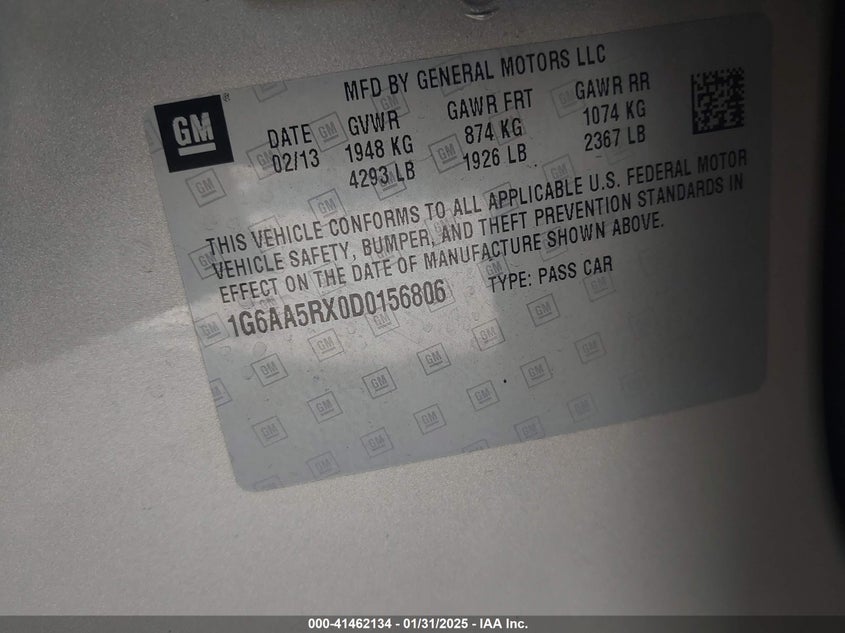 MFD BY GENERAL MOTORS LLC
GM
DATE GVWR GAWR FRT GAWR RR
02/13 1948 KG 874 KG 1074 KG
4293 LB 1926 LB 2367 LB
THIS VEHICLE CONFORMS TO ALL APPLICABLE U.S. FEDERAL MOTOR
VEHICLE SAFETY, BUMPER, AND THEFT PREVENTION STANDARDS IN
EFFECT ON THE DATE OF MANUFACTURE SHOWN ABOVE.
1G6AA5RX0D0156806 TYPE: PASS CAR
000-41462134 - 01/31/2025 - IAA Inc.